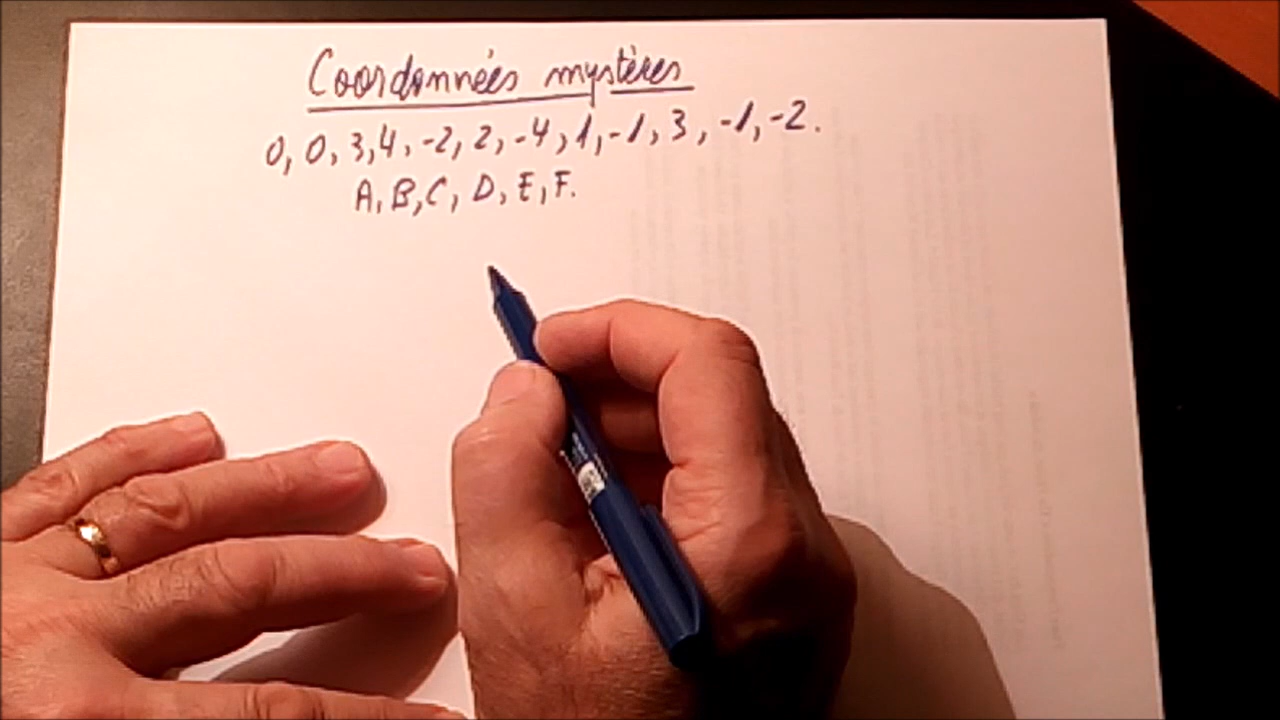 Coordonnées mystères
0, 0, 3, 4, -2, 2, -4, 1, -1, 3, -1, -2.
A, B, C, D, E, F.